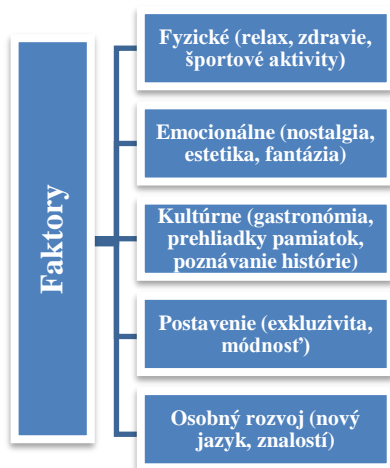 Faktory
Fyzické (relax, zdravie,
športové aktivity)
Emocionálne (nostalgia,
estetika, fantázia)
Kultúrne (gastronómia,
prehliadky pamiatok,
poznávanie histórie)
Postavenie (exkluzivita,
módnosť)
Osobný rozvoj (nový
jazyk, znalostí)